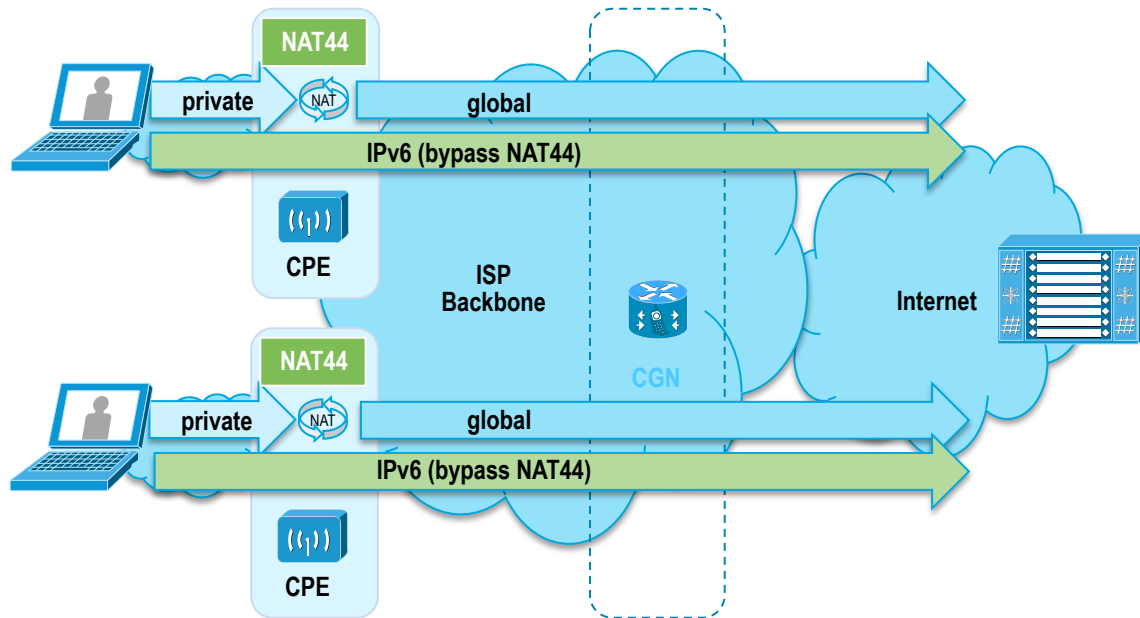 NAT44
private
NAT
global
IPv6 (bypass NAT44)
CPE
ISP
Backbone
Internet
CGN
NAT44
private
NAT
global
IPv6 (bypass NAT44)
CPE